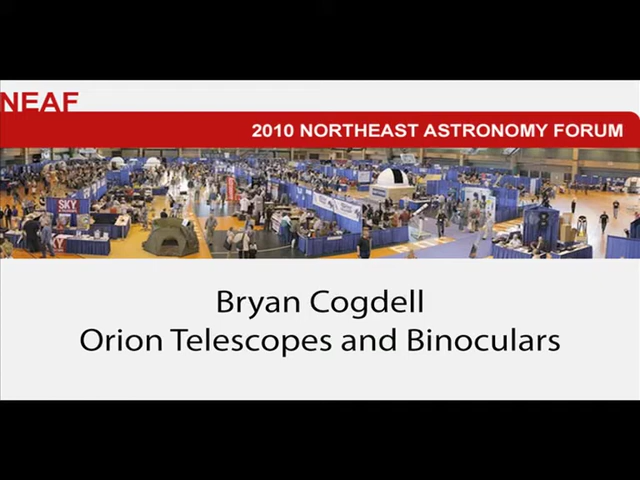 NEAF
2010 NORTHEAST ASTRONOMY FORUM
SKY
Bryan Cogdell
Orion Telescopes and Binoculars